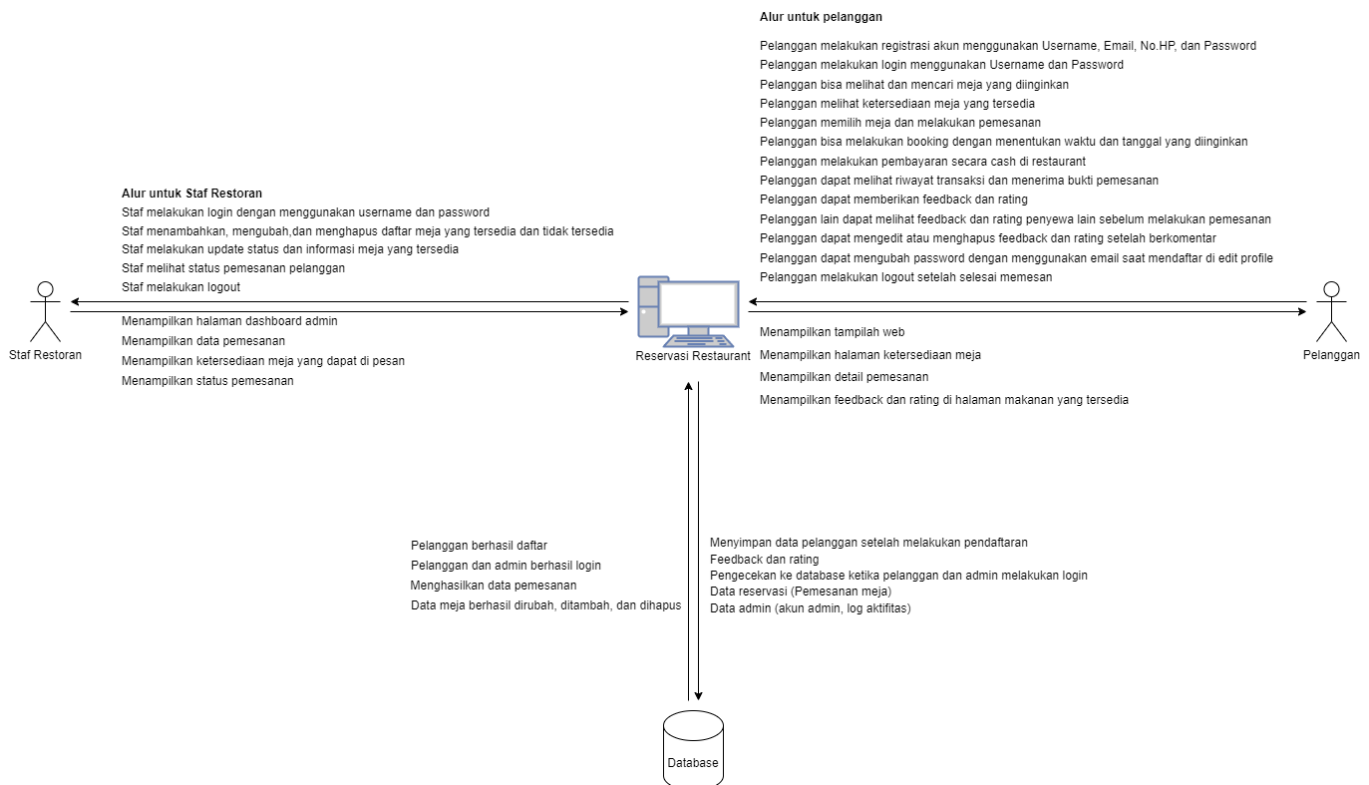 Alur untuk pelanggan
Pelanggan melakukan registrasi akun menggunakan Username, Email, No.HP, dan Password
Pelanggan melakukan login menggunakan Username dan Password
Pelanggan bisa melihat dan mencari meja yang diinginkan
Pelanggan melihat ketersediaan meja yang tersedia
Pelanggan memilih meja dan melakukan pemesanan
Pelanggan bisa melakukan booking dengan menentukan waktu dan tanggal yang diinginkan
Pelanggan melakukan pembayaran secara cash di restaurant
Pelanggan dapat melihat riwayat transaksi dan menerima bukti pemesanan
Pelanggan dapat memberikan feedback dan rating
Pelanggan lain dapat melihat feedback dan rating penyewa lain sebelum melakukan pemesanan
Pelanggan dapat mengedit atau menghapus feedback dan rating setelah berkomentar
Pelanggan dapat mengubah password dengan menggunakan email saat mendaftar di edit profile
Pelanggan melakukan logout setelah selesai memesan
Alur untuk Staf Restoran
Staf melakukan login dengan menggunakan username dan password
Staf menambahkan, mengubah,dan menghapus daftar meja yang tersedia dan tidak tersedia
Staf melakukan update status dan informasi meja yang tersedia
Staf melihat status pemesanan pelanggan
Staf melakukan logout
Staf Restoran
Reservasi Restaurant
Pelanggan
Menampilkan halaman dashboard admin
Menampilkan data pemesanan
Menampilkan ketersediaan meja yang dapat di pesan
Menampilkan status pemesanan
Menampilkan tampilah web
Menampilkan halaman ketersediaan meja
Menampilkan detail pemesanan
Menampilkan feedback dan rating di halaman makanan yang tersedia
Pelanggan berhasil daftar
Pelanggan dan admin berhasil login
Menghasilkan data pemesanan
Data meja berhasil dirubah, ditambah, dan dihapus
Menyimpan data pelanggan setelah melakukan pendaftaran
Feedback dan rating
Pengecekan ke database ketika pelanggan dan admin melakukan login
Data reservasi (Pemesanan meja)
Data admin (akun admin, log aktifitas)
Database